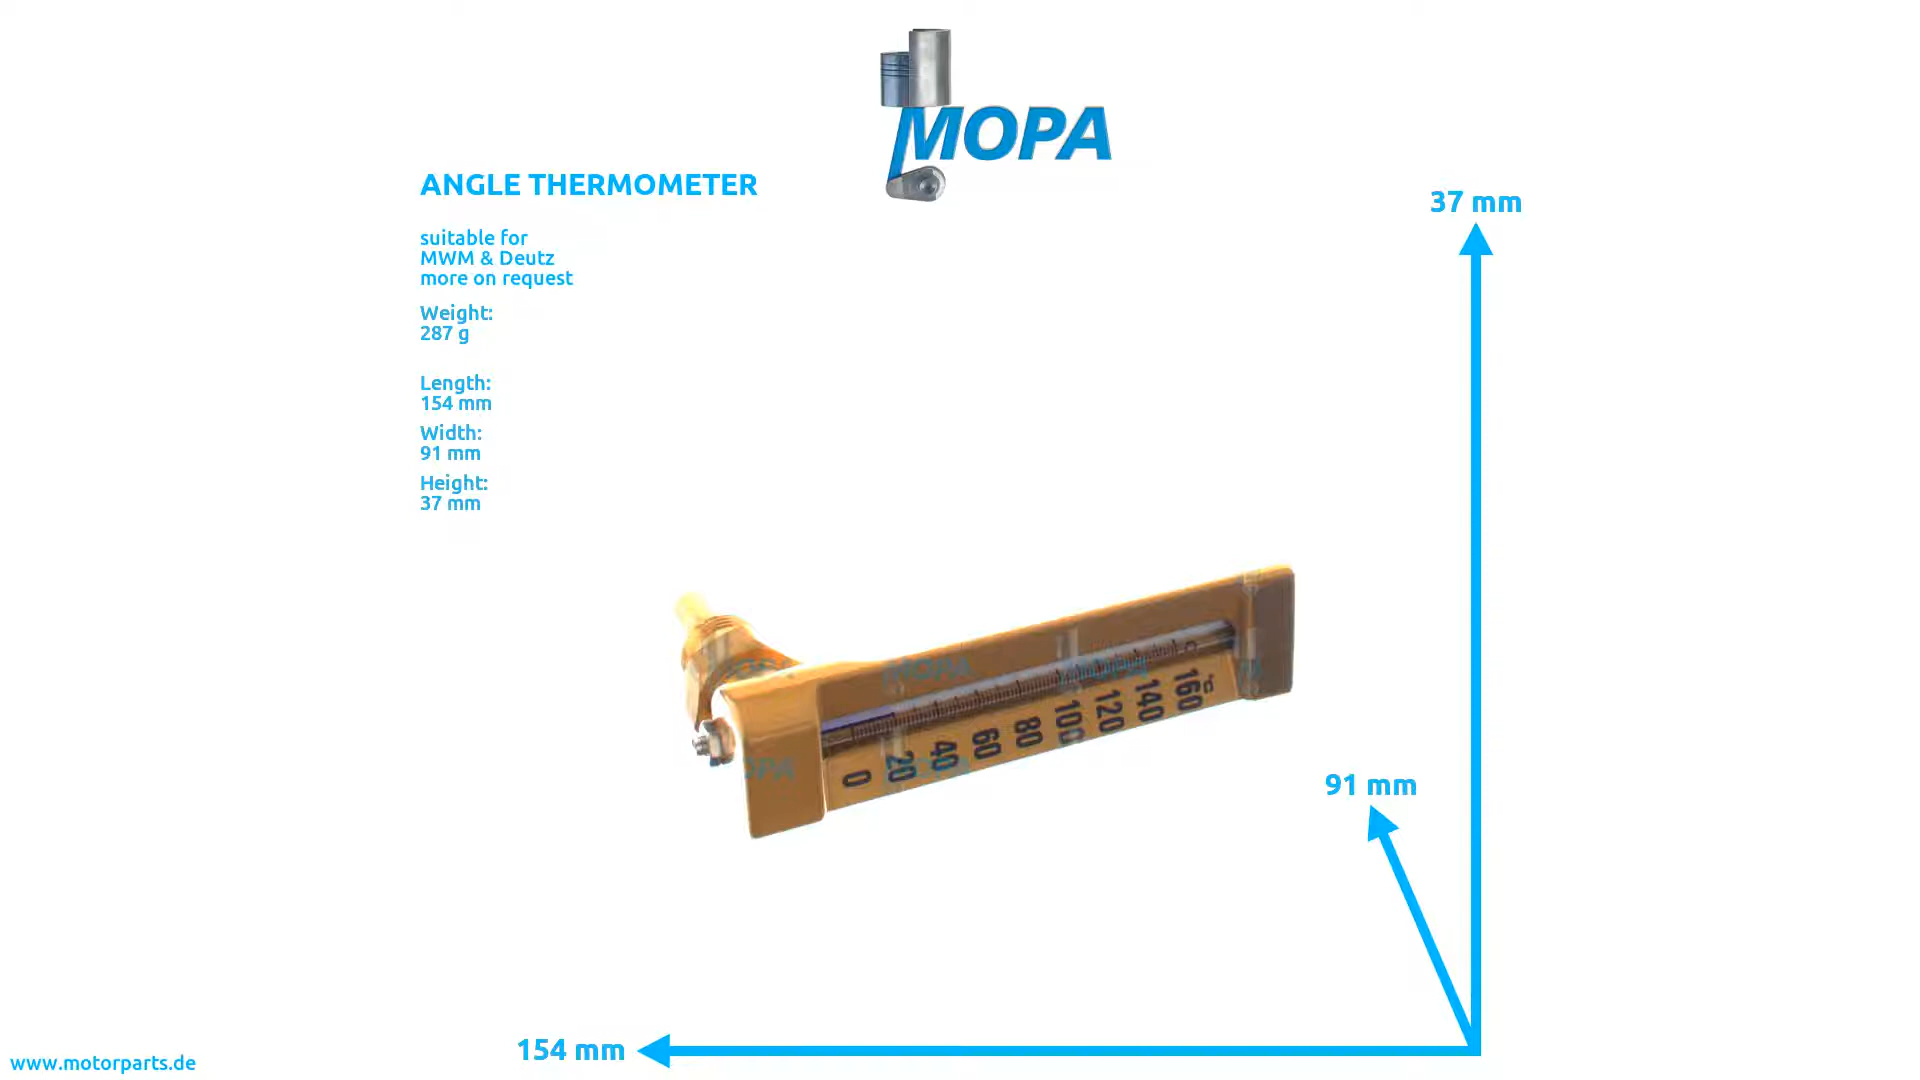 MOPA
ANGLE THERMOMETER
suitable for
MWM & Deutz
more on request
Weight:
287 g
Length:
154 mm
Width:
91 mm
Height:
37 mm
37 mm
91 mm
154 mm
0 20 40 60 80 100 120 140 160 °C
MOPA
MOPA
www.motorparts.de